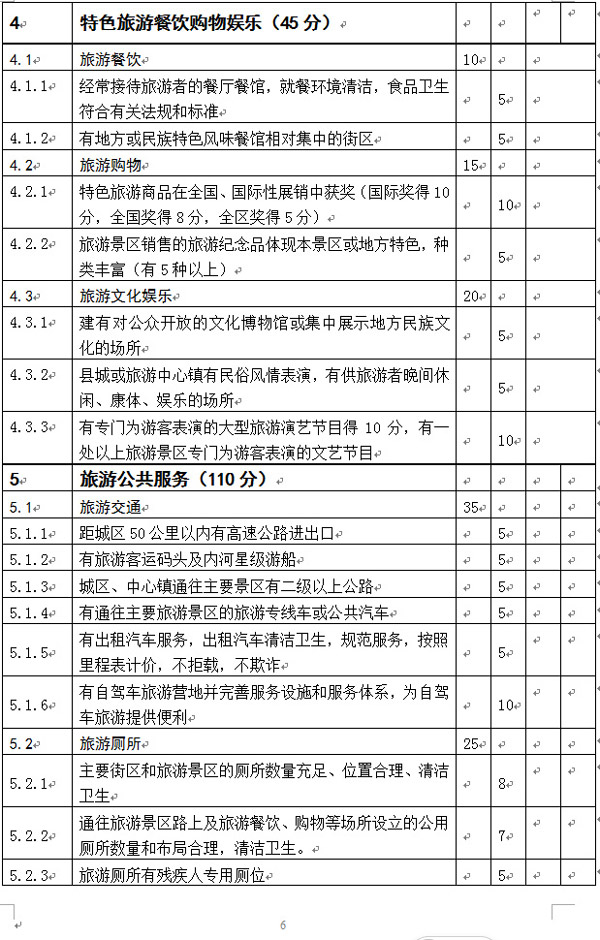 4 特色旅游餐饮购物娱乐（45 分）
4.1 旅游餐饮 10
4.1.1 经常接待旅游者的餐厅餐馆，就餐环境清洁，食品卫生
符合有关法规和标准 5
4.1.2 有地方或民族特色风味餐馆相对集中的街区 5
4.2 旅游购物 15
4.2.1 特色旅游商品在全国、国际性展销中获奖（国际奖得 10
分，全国奖得 8 分，全区奖得 5 分） 10
4.2.2 旅游景区销售的旅游纪念品体现本景区或地方特色，种
类丰富（有 5 种以上） 5
4.3 旅游文化娱乐 20
4.3.1 建有对公众开放的文化博物馆或集中展示地方民族文
化的场所 5
4.3.2 县城或旅游中心镇有民俗风情表演，有供旅游者晚间休
闲、康体、娱乐的场所 5
4.3.3 有专门为游客表演的大型旅游演艺节目得 10 分，有一
处以上旅游景区专门为游客表演的文艺节目 10
5 旅游公共服务（110 分）
5.1 旅游交通 35
5.1.1 距城区 50 公里以内有高速公路进出口 5
5.1.2 有旅游客运码头及内河星级游船 5
5.1.3 城区、中心镇通往主要景区有二级以上公路 5
5.1.4 有通往主要旅游景区的旅游专线车或公共汽车 5
5.1.5 有出租汽车服务，出租汽车清洁卫生，规范服务，按照
里程表计价，不拒载，不欺诈 5
5.1.6 有自驾车旅游营地并完善服务设施和服务体系，为自驾
车旅游提供便利 10
5.2 旅游厕所 25
5.2.1 主要街区和旅游景区的厕所数量充足、位置合理、清洁
卫生 8
5.2.2 通往旅游景区路上及旅游餐饮、购物等场所设立的公用
厕所数量和布局合理，清洁卫生。 7
5.2.3 旅游厕所有残疾人专用厕位 5
6